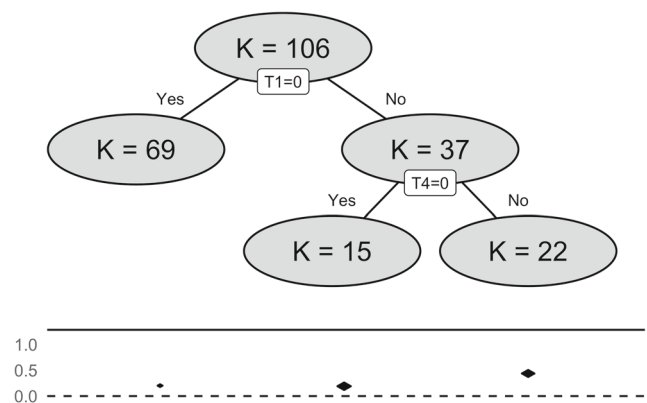 K = 106
T1=0
Yes
No
K = 69
K = 37
T4=0
Yes
No
K = 15
K = 22
1.0
0.5
0.0